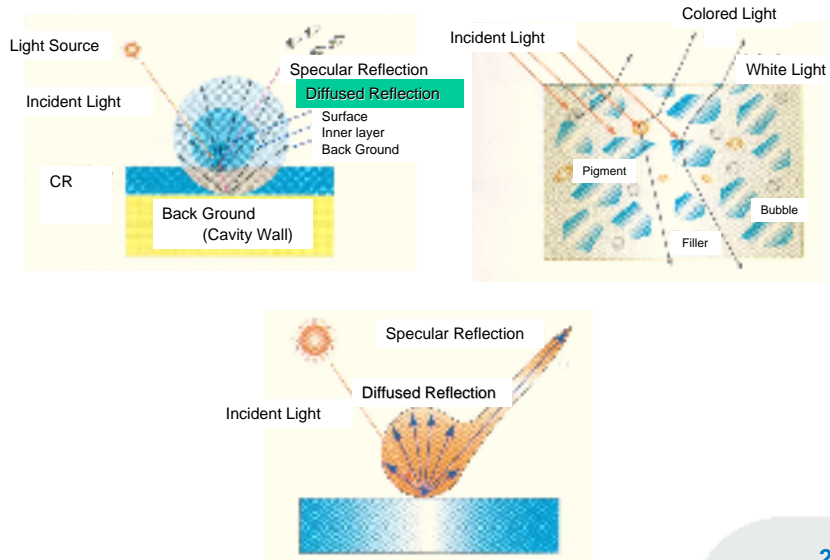 Light Source
Specular Reflection
Diffused Reflection
Incident Light
Surface
Inner layer
Back Ground
CR
Back Ground
(Cavity Wall)
Colored Light
Incident Light
White Light
Pigment
Bubble
Filler
Specular Reflection
Diffused Reflection
Incident Light
2